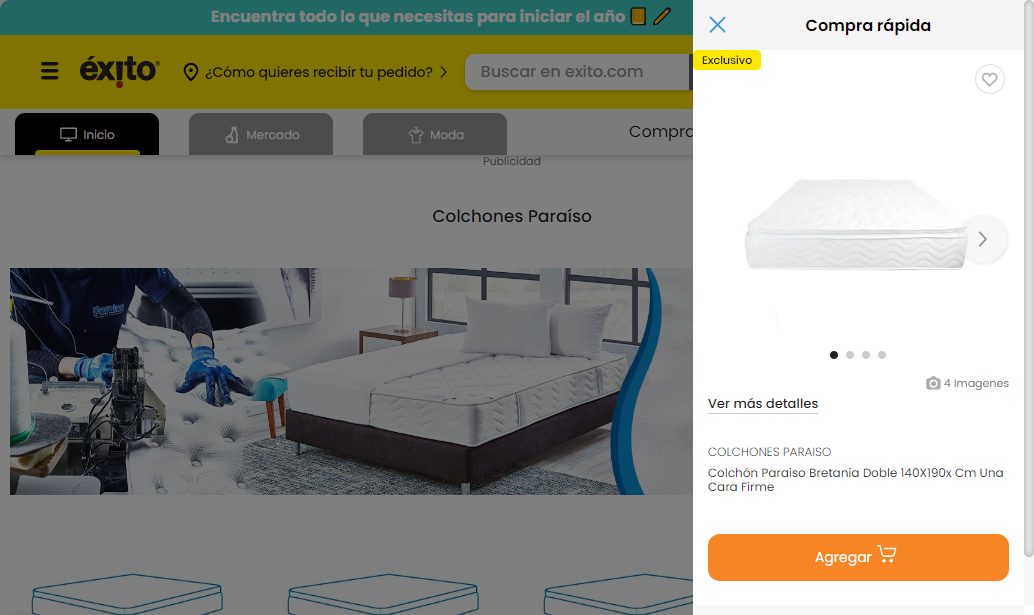 Encuentra todo lo que necesitas para iniciar el año
éxito
¿Cómo quieres recibir tu pedido?
Buscar en exito.com
Inicio
Mercado
Moda
Compra
Publicidad
Colchones Paraíso
Paraiso
Compra rápida
Exclusivo
4 Imagenes
Ver más detalles
COLCHONES PARAISO
Colchón Paraiso Bretania Doble 140X190x Cm Una
Cara Firme
Agregar